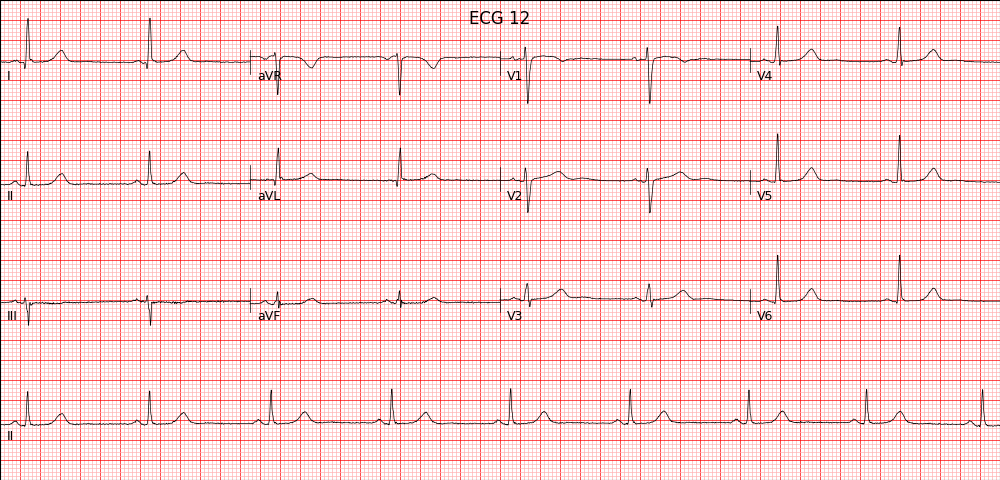 ECG 12
I aVR V1 V4
II aVL V2 V5
III aVF V3 V6
II